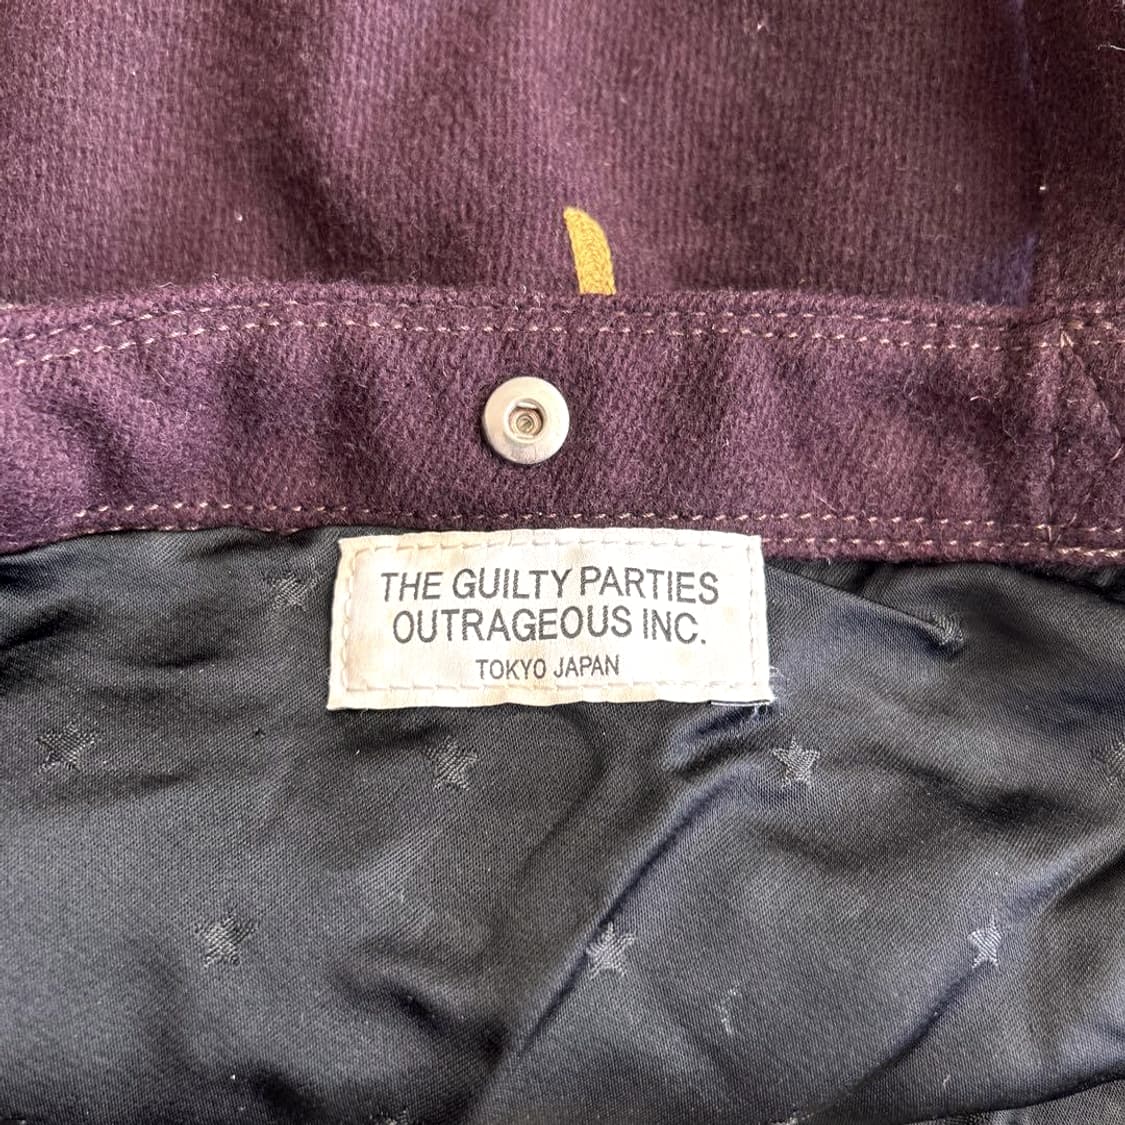 THE GUILTY PARTIES
OUTRAGEOUS INC.
TOKYO JAPAN